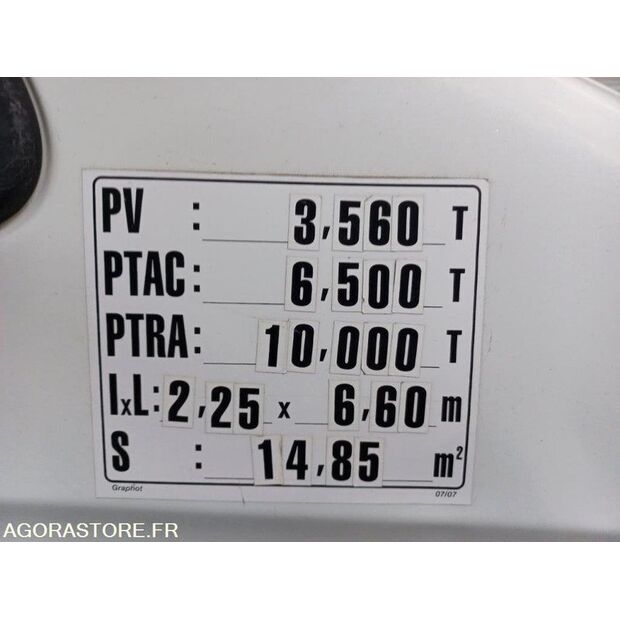 PV : 3,560 T
PTAC: 6,500 T
PTRA: 10,000 T
IxL: 2,25 x 6,60 m
S : 14,85 m²
Graphot 07/07
AGORASTORE.FR